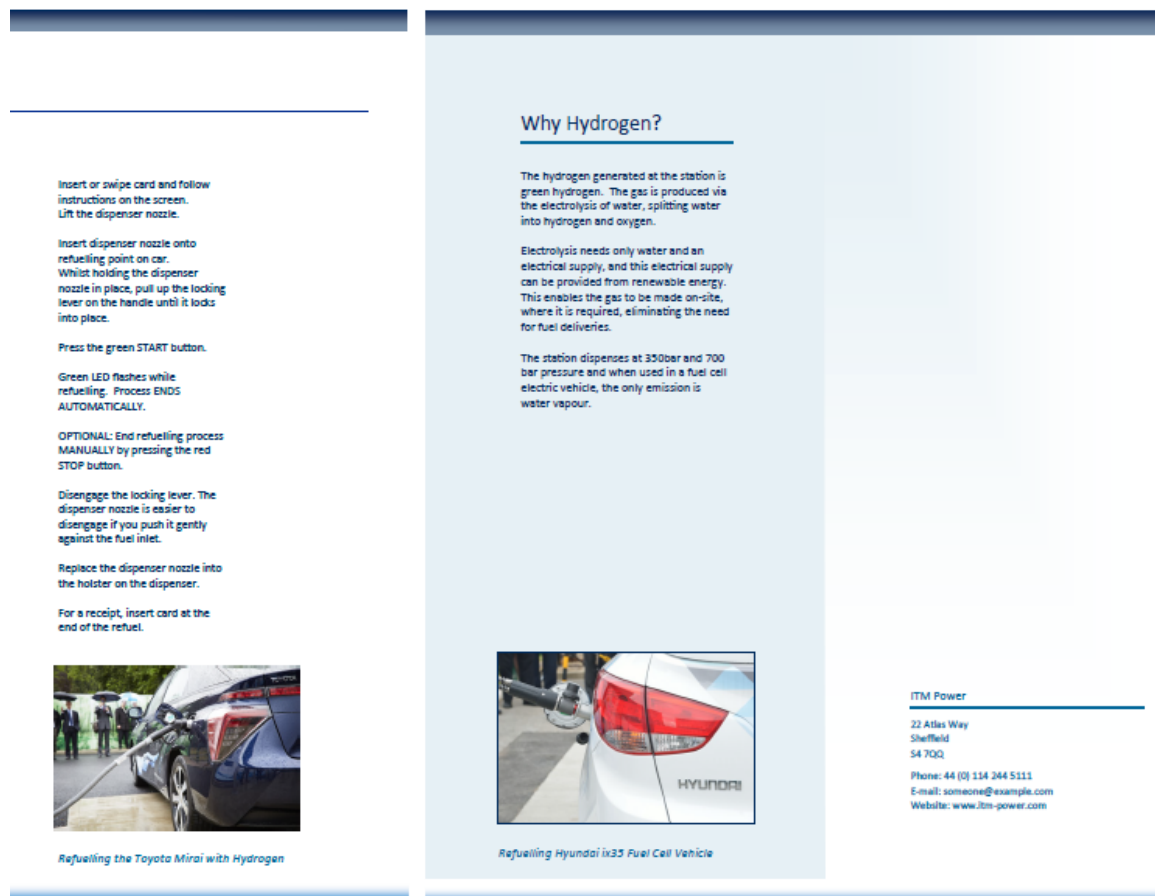 Insert or swipe card and follow
instructions on the screen.
Lift the dispenser nozzle.
Insert dispenser nozzle onto
refuelling point on car.
Whilst holding the dispenser
nozzle in place, pull up the locking
lever on the handle until it locks
into place.
Press the green START button.
Green LED flashes while
refuelling. Process ENDS
AUTOMATICALLY.
OPTIONAL: End refuelling process
MANUALLY by pressing the red
STOP button.
Disengage the locking lever. The
dispenser nozzle is easier to
disengage if you push it gently
against the fuel inlet.
Replace the dispenser nozzle into
the holster on the dispenser.
For a receipt, insert card at the
end of the refuel.
TOYOTA
Refuelling the Toyota Mirai with Hydrogen
Why Hydrogen?
The hydrogen generated at the station is
green hydrogen. The gas is produced via
the electrolysis of water, splitting water
into hydrogen and oxygen.
Electrolysis needs only water and an
electrical supply, and this electrical supply
can be provided from renewable energy.
This enables the gas to be made on-site,
where it is required, eliminating the need
for fuel deliveries.
The station dispenses at 350bar and 700
bar pressure and when used in a fuel cell
electric vehicle, the only emission is
water vapour.
HYUNDAI
Refuelling Hyundai ix35 Fuel Cell Vehicle
ITM Power
22 Atlas Way
Sheffield
S4 7QQ
Phone: 44 (0) 114 244 5111
E-mail: someone@example.com
Website: www.itm-power.com